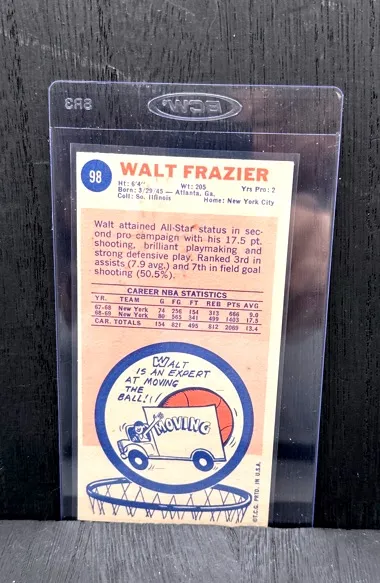 BCW
98
WALT FRAZIER
Ht: 6'4" Wt: 205 Yrs Pro: 2
Born: 3/29/45 — Atlanta, Ga.
Coll: So. Illinois Home: New York City
Walt attained All-Star status in sec-
ond pro campaign with his 17.5 pt.
shooting, brilliant playmaking and
strong defensive play. Ranked 3rd in
assists (7.9 avg.) and 7th in field goal
shooting (50.5%).
CAREER NBA STATISTICS
YR. TEAM G FG FT REB PTS AVG
67-68 New York 74 256 154 313 666 9.0
68-69 New York 80 565 341 499 1403 17.5
CAR. TOTALS 154 821 495 812 2069 13.4
WALT
IS AN EXPERT
AT MOVING
THE
BALL!!
MOVING
©T.C.G. PRTD. IN U.S.A.